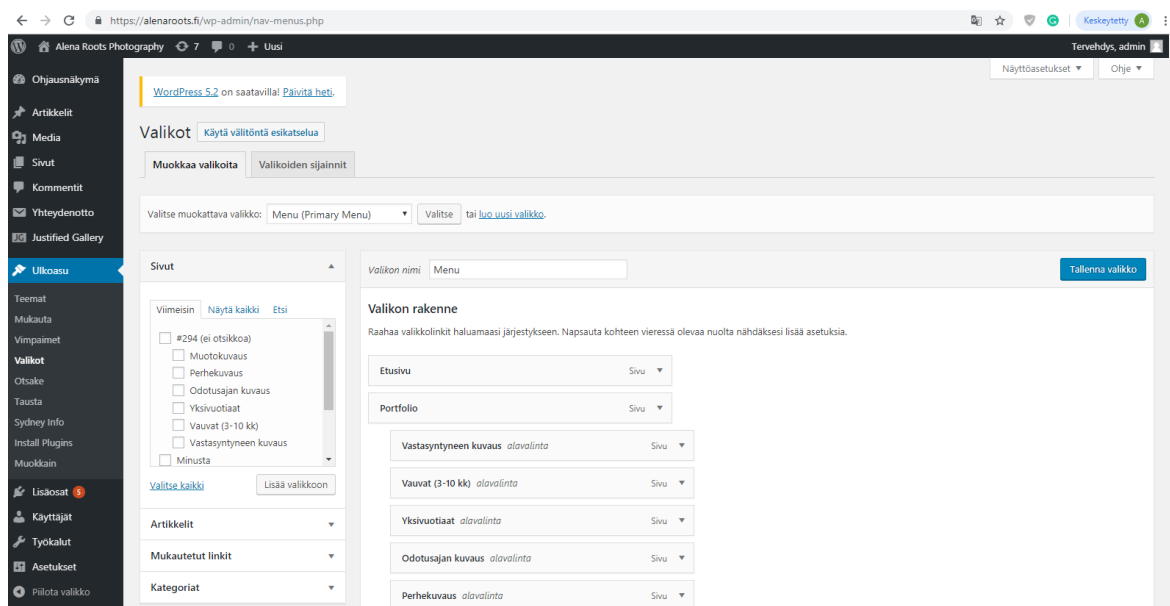 https://alenaroots.fi/wp-admin/nav-menus.php
Keskeytetty A
Alena Roots Photography 7 0 + Uusi
Tervehdys, admin
Näyttöasetukset
Ohje
Ohjausnäkymä
Artikkelit
Media
Sivut
Kommentit
Yhteydenotto
JG Justified Gallery
Ulkoasu
Teemat
Mukauta
Vimpaimet
Valikot
Otsake
Tausta
Sydney Info
Install Plugins
Muokkain
Lisäosat 5
Käyttäjät
Työkalut
Asetukset
Piilota valikko
WordPress 5.2 on saatavilla! Päivitä heti.
Valikot Käytä välitöntä esikatselua
Muokkaa valikoita Valikoiden sijainnit
Valitse muokattava valikko: Menu (Primary Menu) Valitse tai luo uusi valikko.
Sivut
Viimeisin Näytä kaikki Etsi
#294 (ei otsikkoa)
Muotokuvaus
Perhekuvaus
Odotusajan kuvaus
Yksivuotiaat
Vauvat (3-10 kk)
Vastasyntyneen kuvaus
Minusta
Valitse kaikki Lisää valikkoon
Artikkelit
Mukautetut linkit
Kategoriat
Valikon nimi Menu Tallenna valikko
Valikon rakenne
Raahaa valikkolinkit haluamaasi järjestykseen. Napsauta kohteen vieressä olevaa nuolta nähdäksesi lisää asetuksia.
Etusivu Sivu
Portfolio Sivu
Vastasyntyneen kuvaus alavalinta Sivu
Vauvat (3-10 kk) alavalinta Sivu
Yksivuotiaat alavalinta Sivu
Odotusajan kuvaus alavalinta Sivu
Perhekuvaus alavalinta Sivu